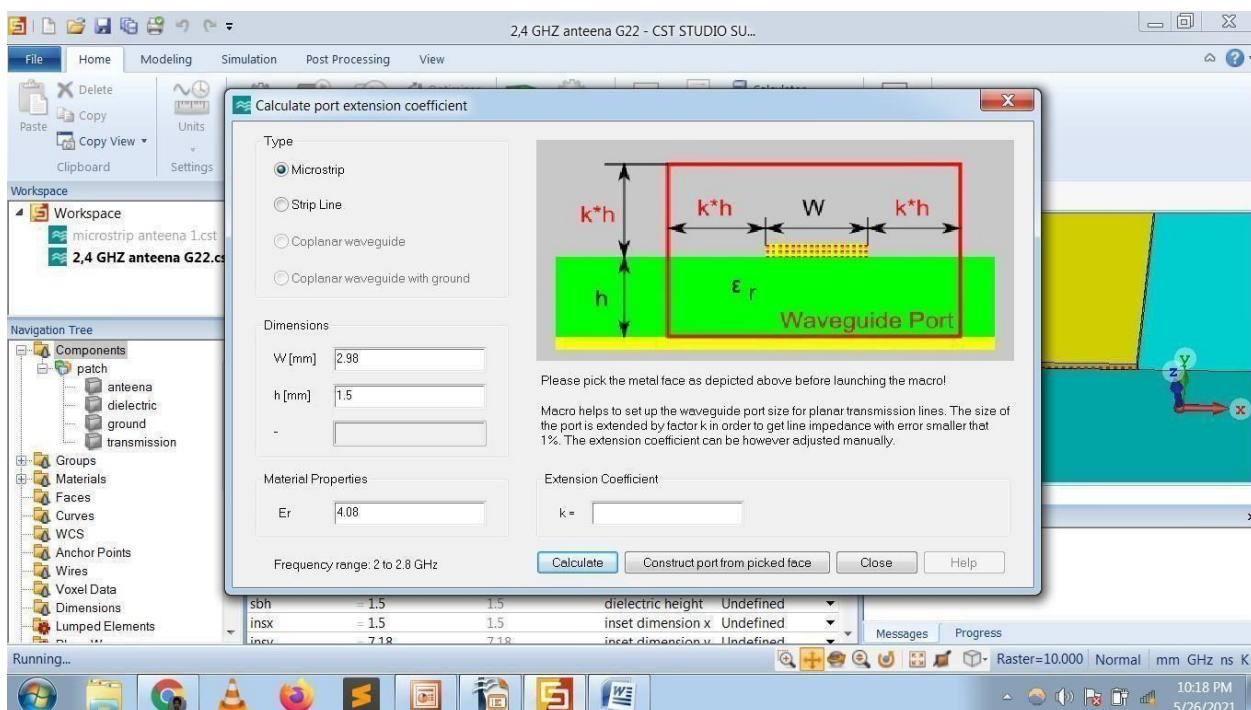 2,4 GHZ anteena G22 - CST STUDIO SU...
File Home Modeling Simulation Post Processing View
Paste
Delete
Copy
Copy View
Clipboard
Units
Settings
Workspace
Workspace
microstrip anteena 1.cst
2,4 GHZ anteena G22.cs
Navigation Tree
Components
patch
anteena
dielectric
ground
transmission
Groups
Materials
Faces
Curves
WCS
Anchor Points
Wires
Voxel Data
Dimensions
Lumped Elements
Calculate port extension coefficient
Type
Microstrip
Strip Line
Coplanar waveguide
Coplanar waveguide with ground
Dimensions
W [mm] 2.98
h [mm] 1.5
-
Material Properties
Er 4.08
Frequency range: 2 to 2.8 GHz
k*h k*h W k*h
h εr
Waveguide Port
Please pick the metal face as depicted above before launching the macro!
Macro helps to set up the waveguide port size for planar transmission lines. The size of
the port is extended by factor k in order to get line impedance with error smaller that
1%. The extension coefficient can be however adjusted manually.
Extension Coefficient
k =
Calculate Construct port from picked face Close Help
z y x
sbh = 1.5 1.5 dielectric height Undefined
insx = 1.5 1.5 inset dimension x Undefined
insy = 7.18 7.18 inset dimension y Undefined
Messages Progress
Running... Raster=10.000 Normal mm GHz ns K
10:18 PM
5/26/2021